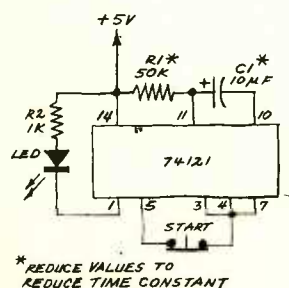 +5V
R1*
50K
C1*
+
10µF
R2
1K
14
11
10
LED
74121
1
5
3
4
7
START
*REDUCE VALUES TO
REDUCE TIME CONSTANT